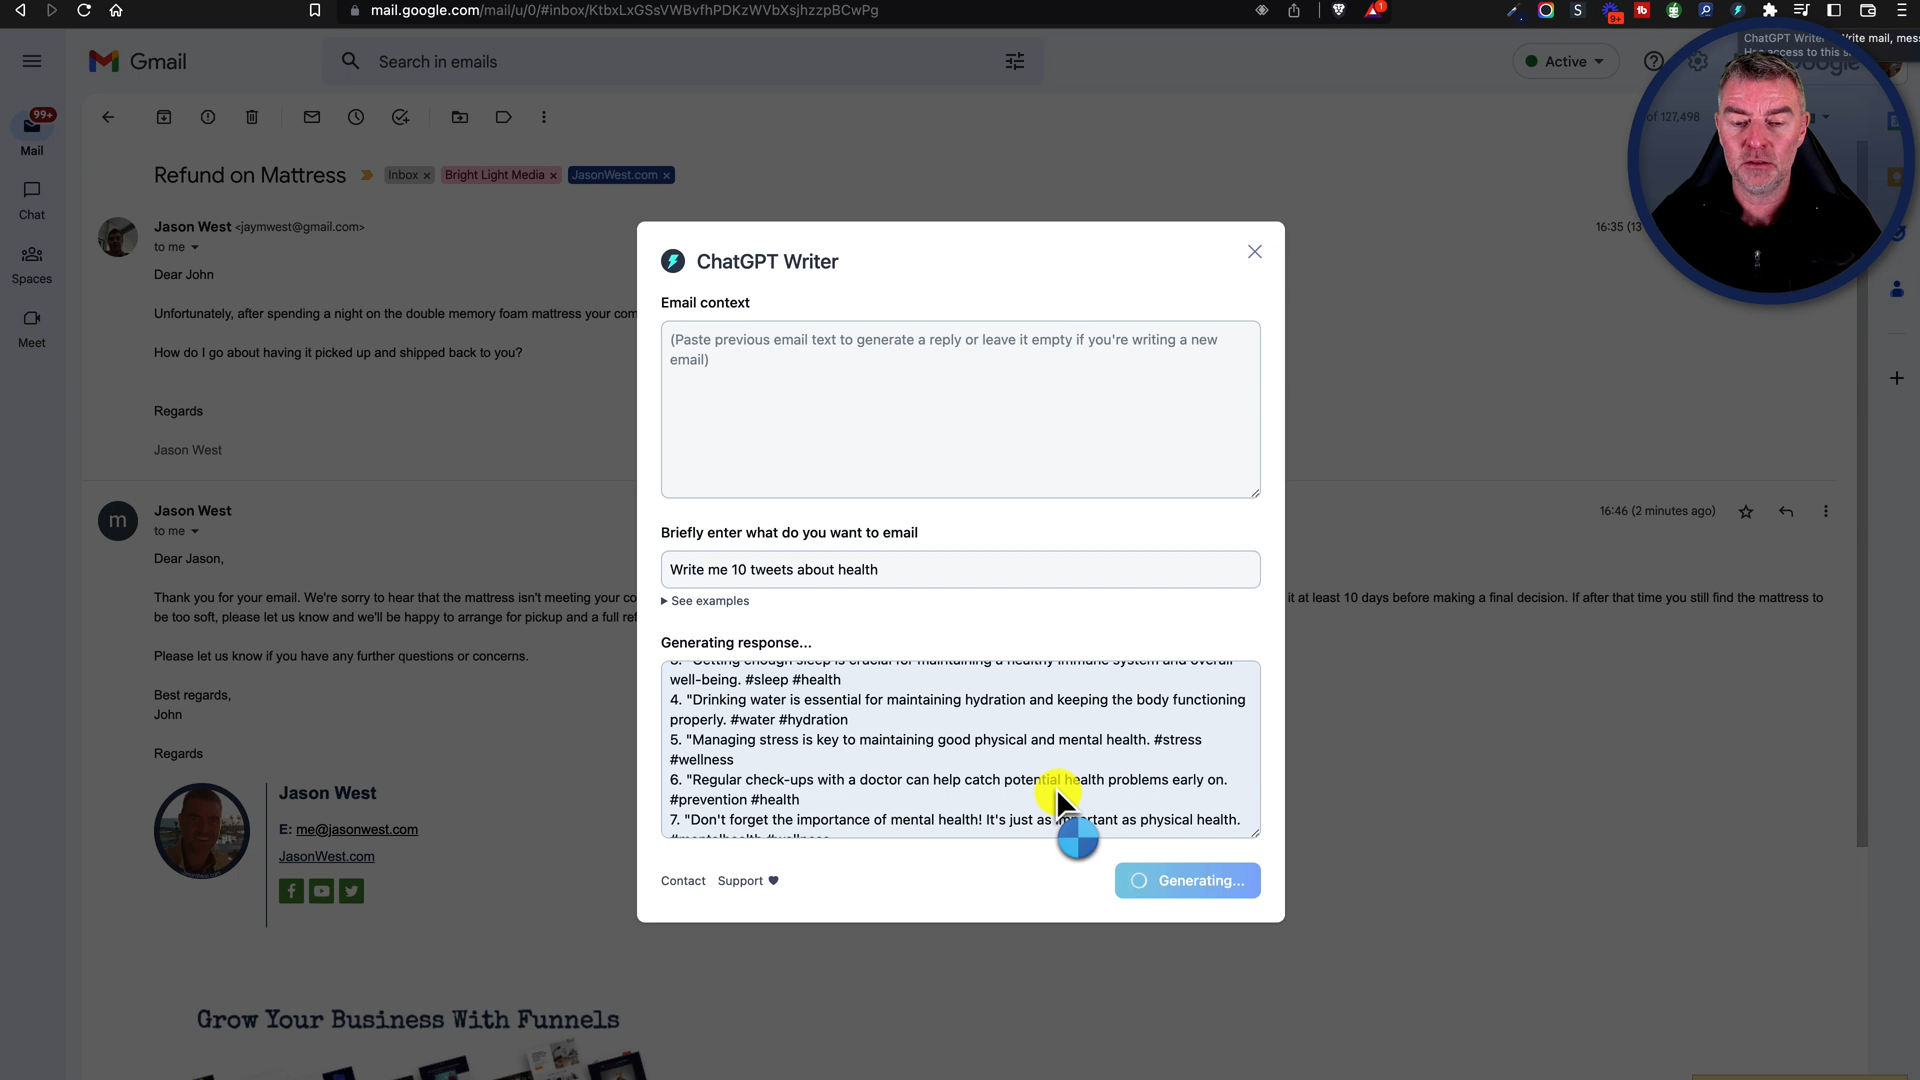 mail.google.com/mail/u/0/#inbox/KtbxLxGSsVWBvfhPDKzWVbXsjhzzpBCwPg
S
9+
1b
1
ChatGPT Writer
rite mail, mess
Gmail
Search in emails
Active
99+
Mail
of 127,498
Refund on Mattress
Inbox ×
Bright Light Media ×
JasonWest.com ×
Chat
Jason West <jaymwest@gmail.com>
16:35 (13
to me
Spaces
Dear John
Unfortunately, after spending a night on the double memory foam mattress your com
Meet
How do I go about having it picked up and shipped back to you?
Regards
Jason West
m
Jason West
16:46 (2 minutes ago)
to me
Dear Jason,
Thank you for your email. We're sorry to hear that the mattress isn't meeting your co
it at least 10 days before making a final decision. If after that time you still find the mattress to
be too soft, please let us know and we'll be happy to arrange for pickup and a full re
Please let us know if you have any further questions or concerns.
Best regards,
John
Regards
Jason West
E: me@jasonwest.com
JasonWest.com
Grow Your Business With Funnels
ChatGPT Writer
Email context
(Paste previous email text to generate a reply or leave it empty if you're writing a new
email)
Briefly enter what do you want to email
Write me 10 tweets about health
See examples
Generating response...
3. "Getting enough sleep is crucial for maintaining a healthy immune system and overall
well-being. #sleep #health
4. "Drinking water is essential for maintaining hydration and keeping the body functioning
properly. #water #hydration
5. "Managing stress is key to maintaining good physical and mental health. #stress
#wellness
6. "Regular check-ups with a doctor can help catch potential health problems early on.
#prevention #health
7. "Don't forget the importance of mental health! It's just as important as physical health.
#mentalhealth #wellness
Contact
Support
Generating...